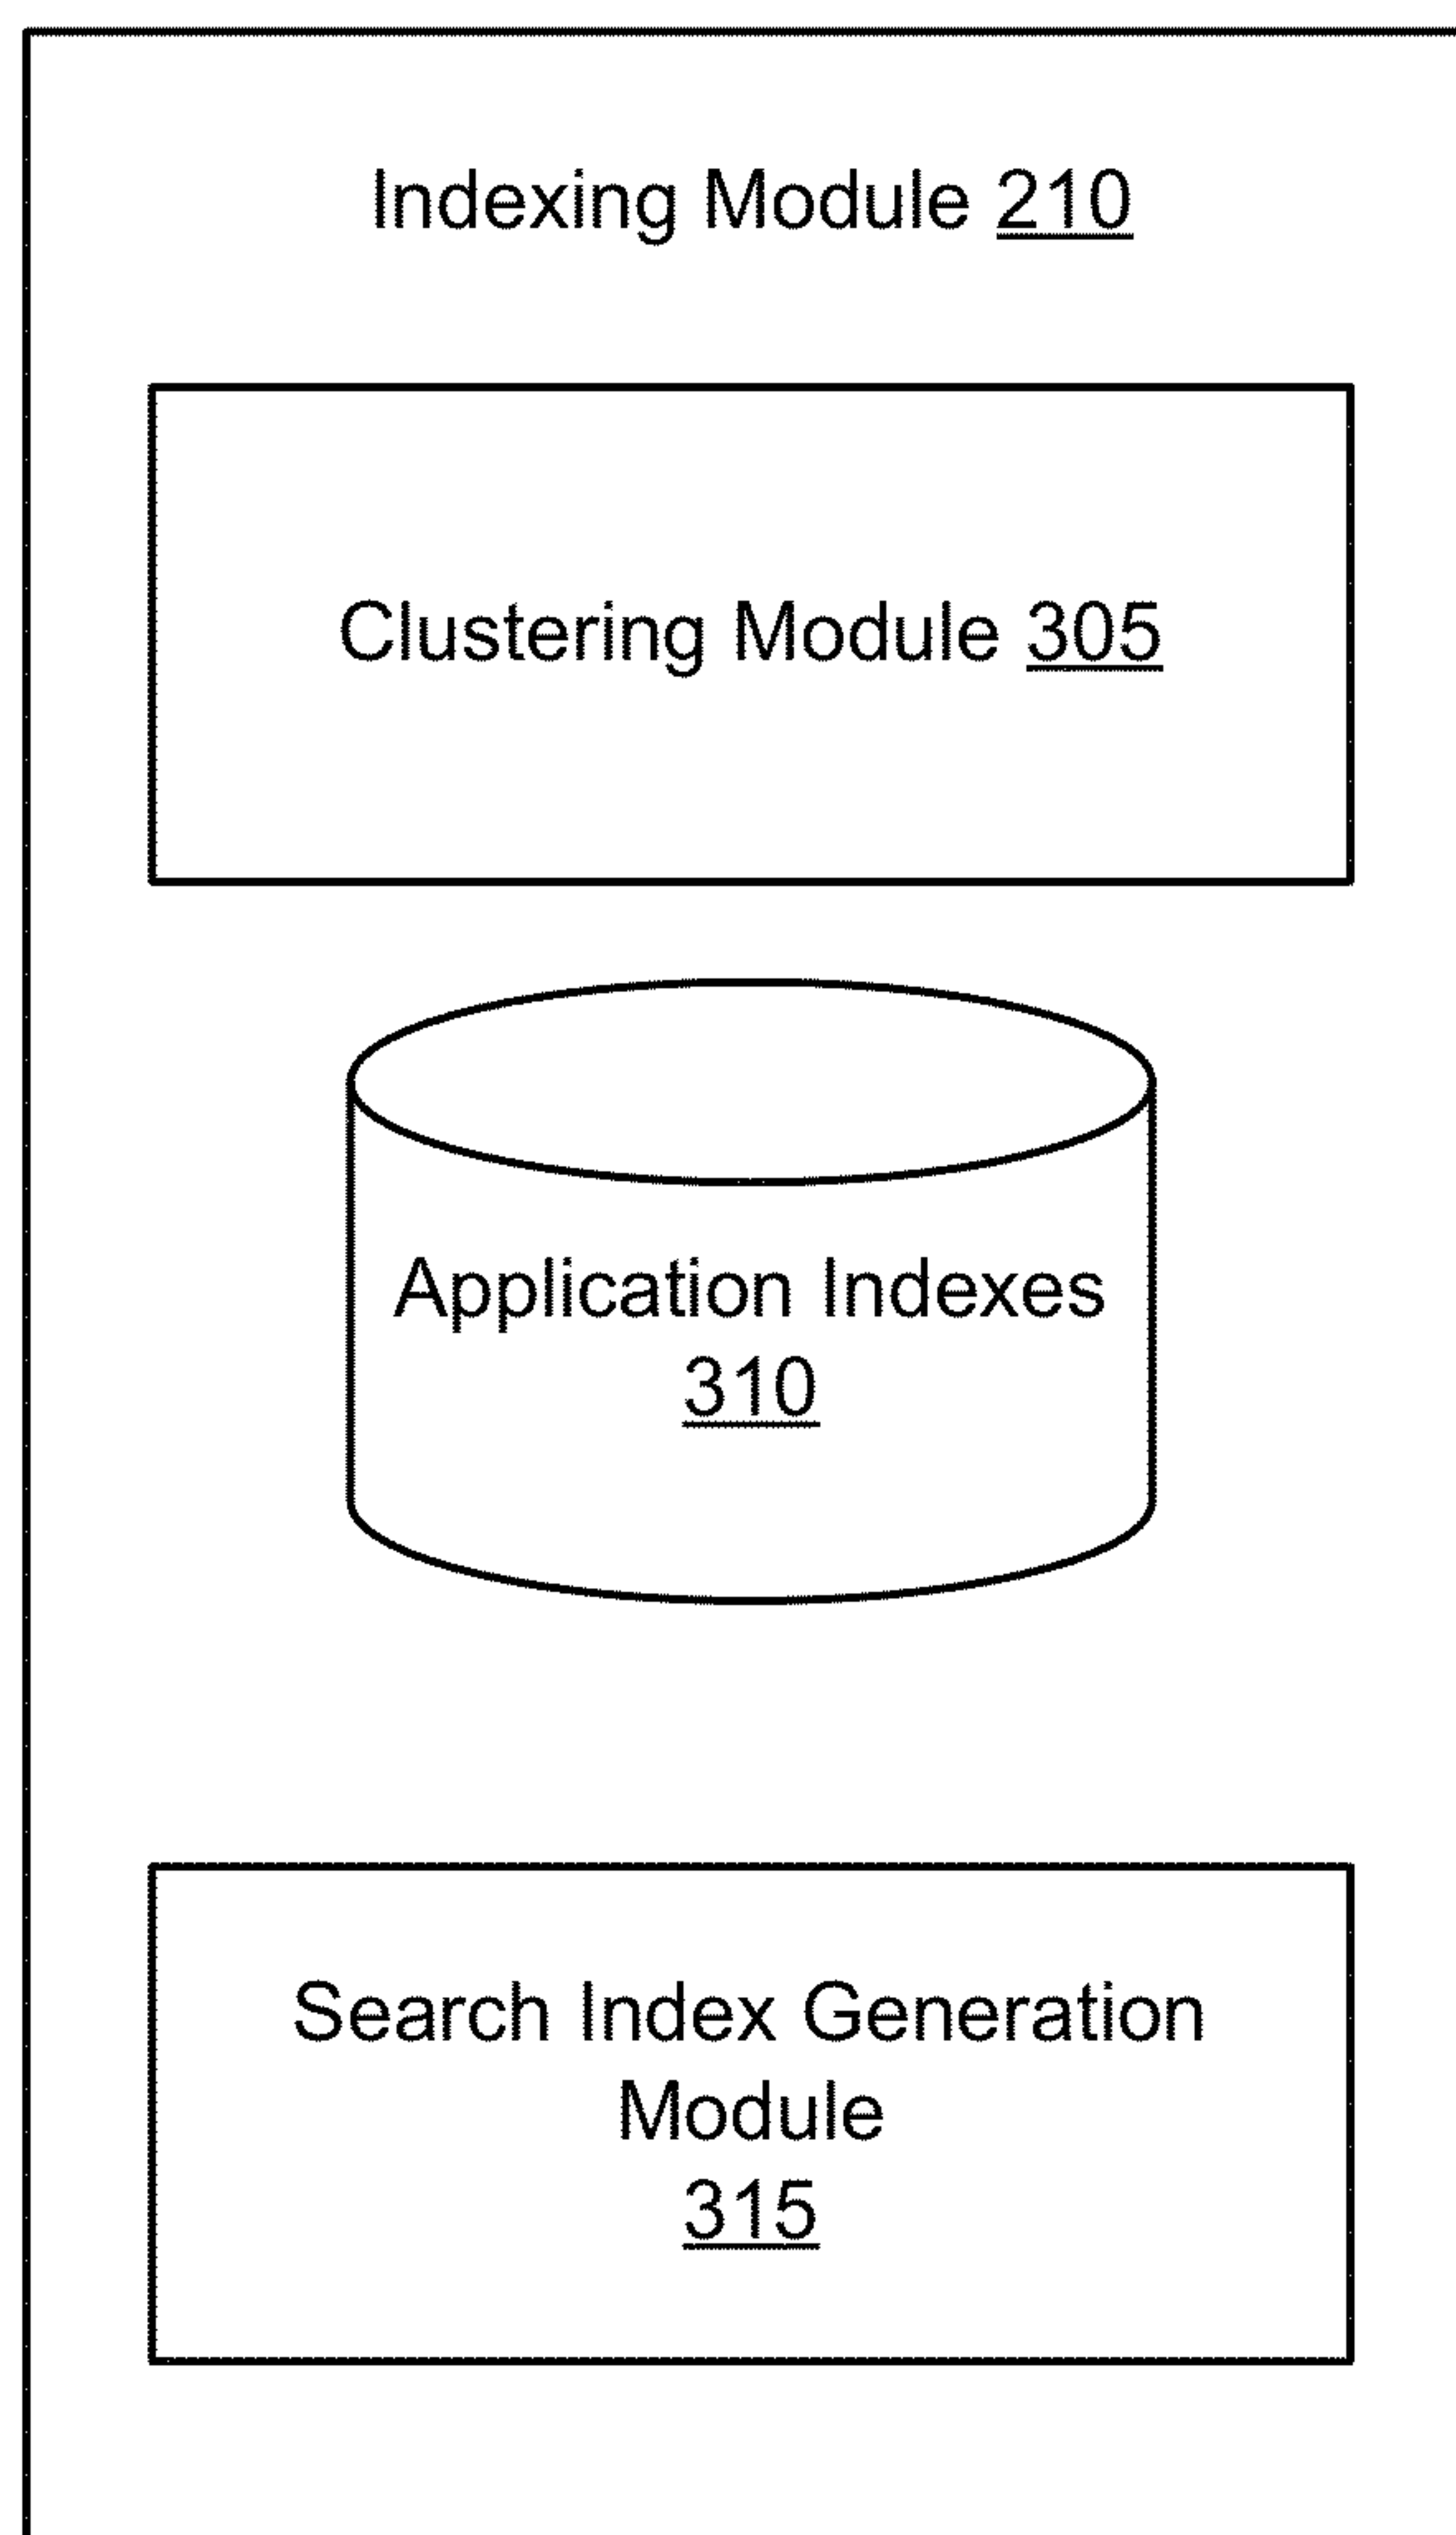 Indexing Module 210
Clustering Module 305
Application Indexes
310
Search Index Generation
Module
315